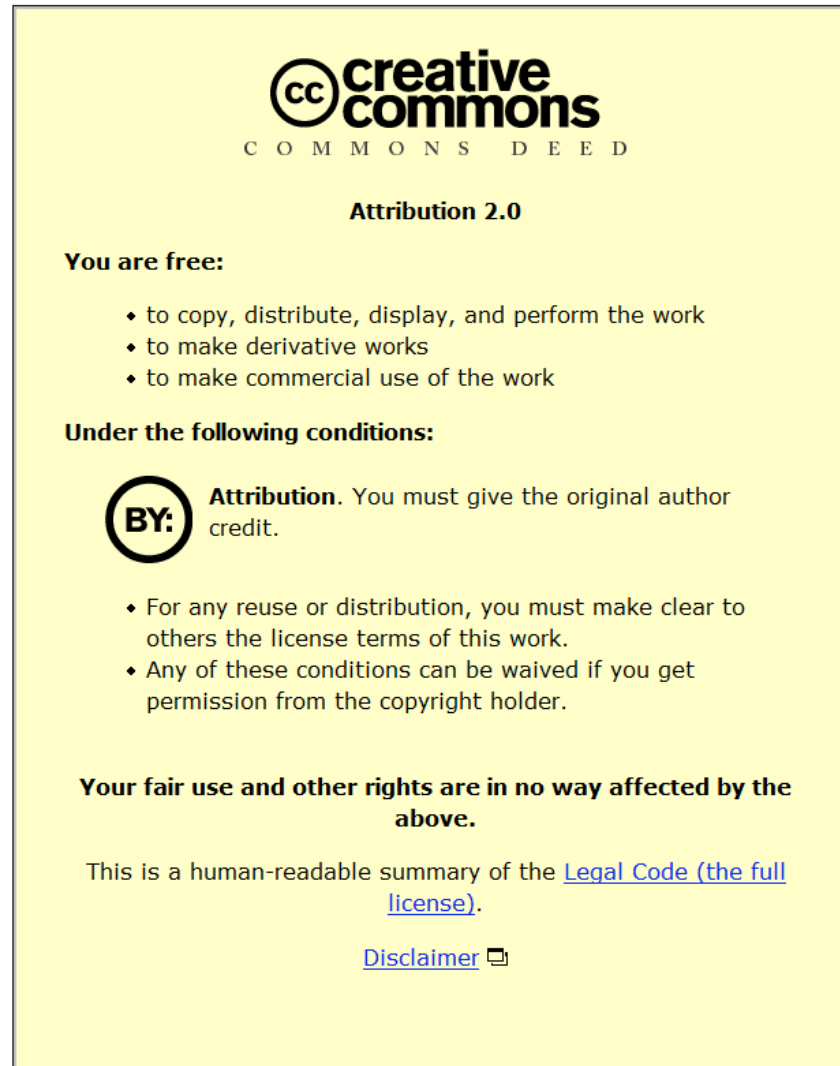 cc creative
commons
COMMONS DEED
Attribution 2.0
You are free:
to copy, distribute, display, and perform the work
to make derivative works
to make commercial use of the work
Under the following conditions:
BY: Attribution. You must give the original author
credit.
For any reuse or distribution, you must make clear to
others the license terms of this work.
Any of these conditions can be waived if you get
permission from the copyright holder.
Your fair use and other rights are in no way affected by the
above.
This is a human-readable summary of the Legal Code (the full
license).
Disclaimer